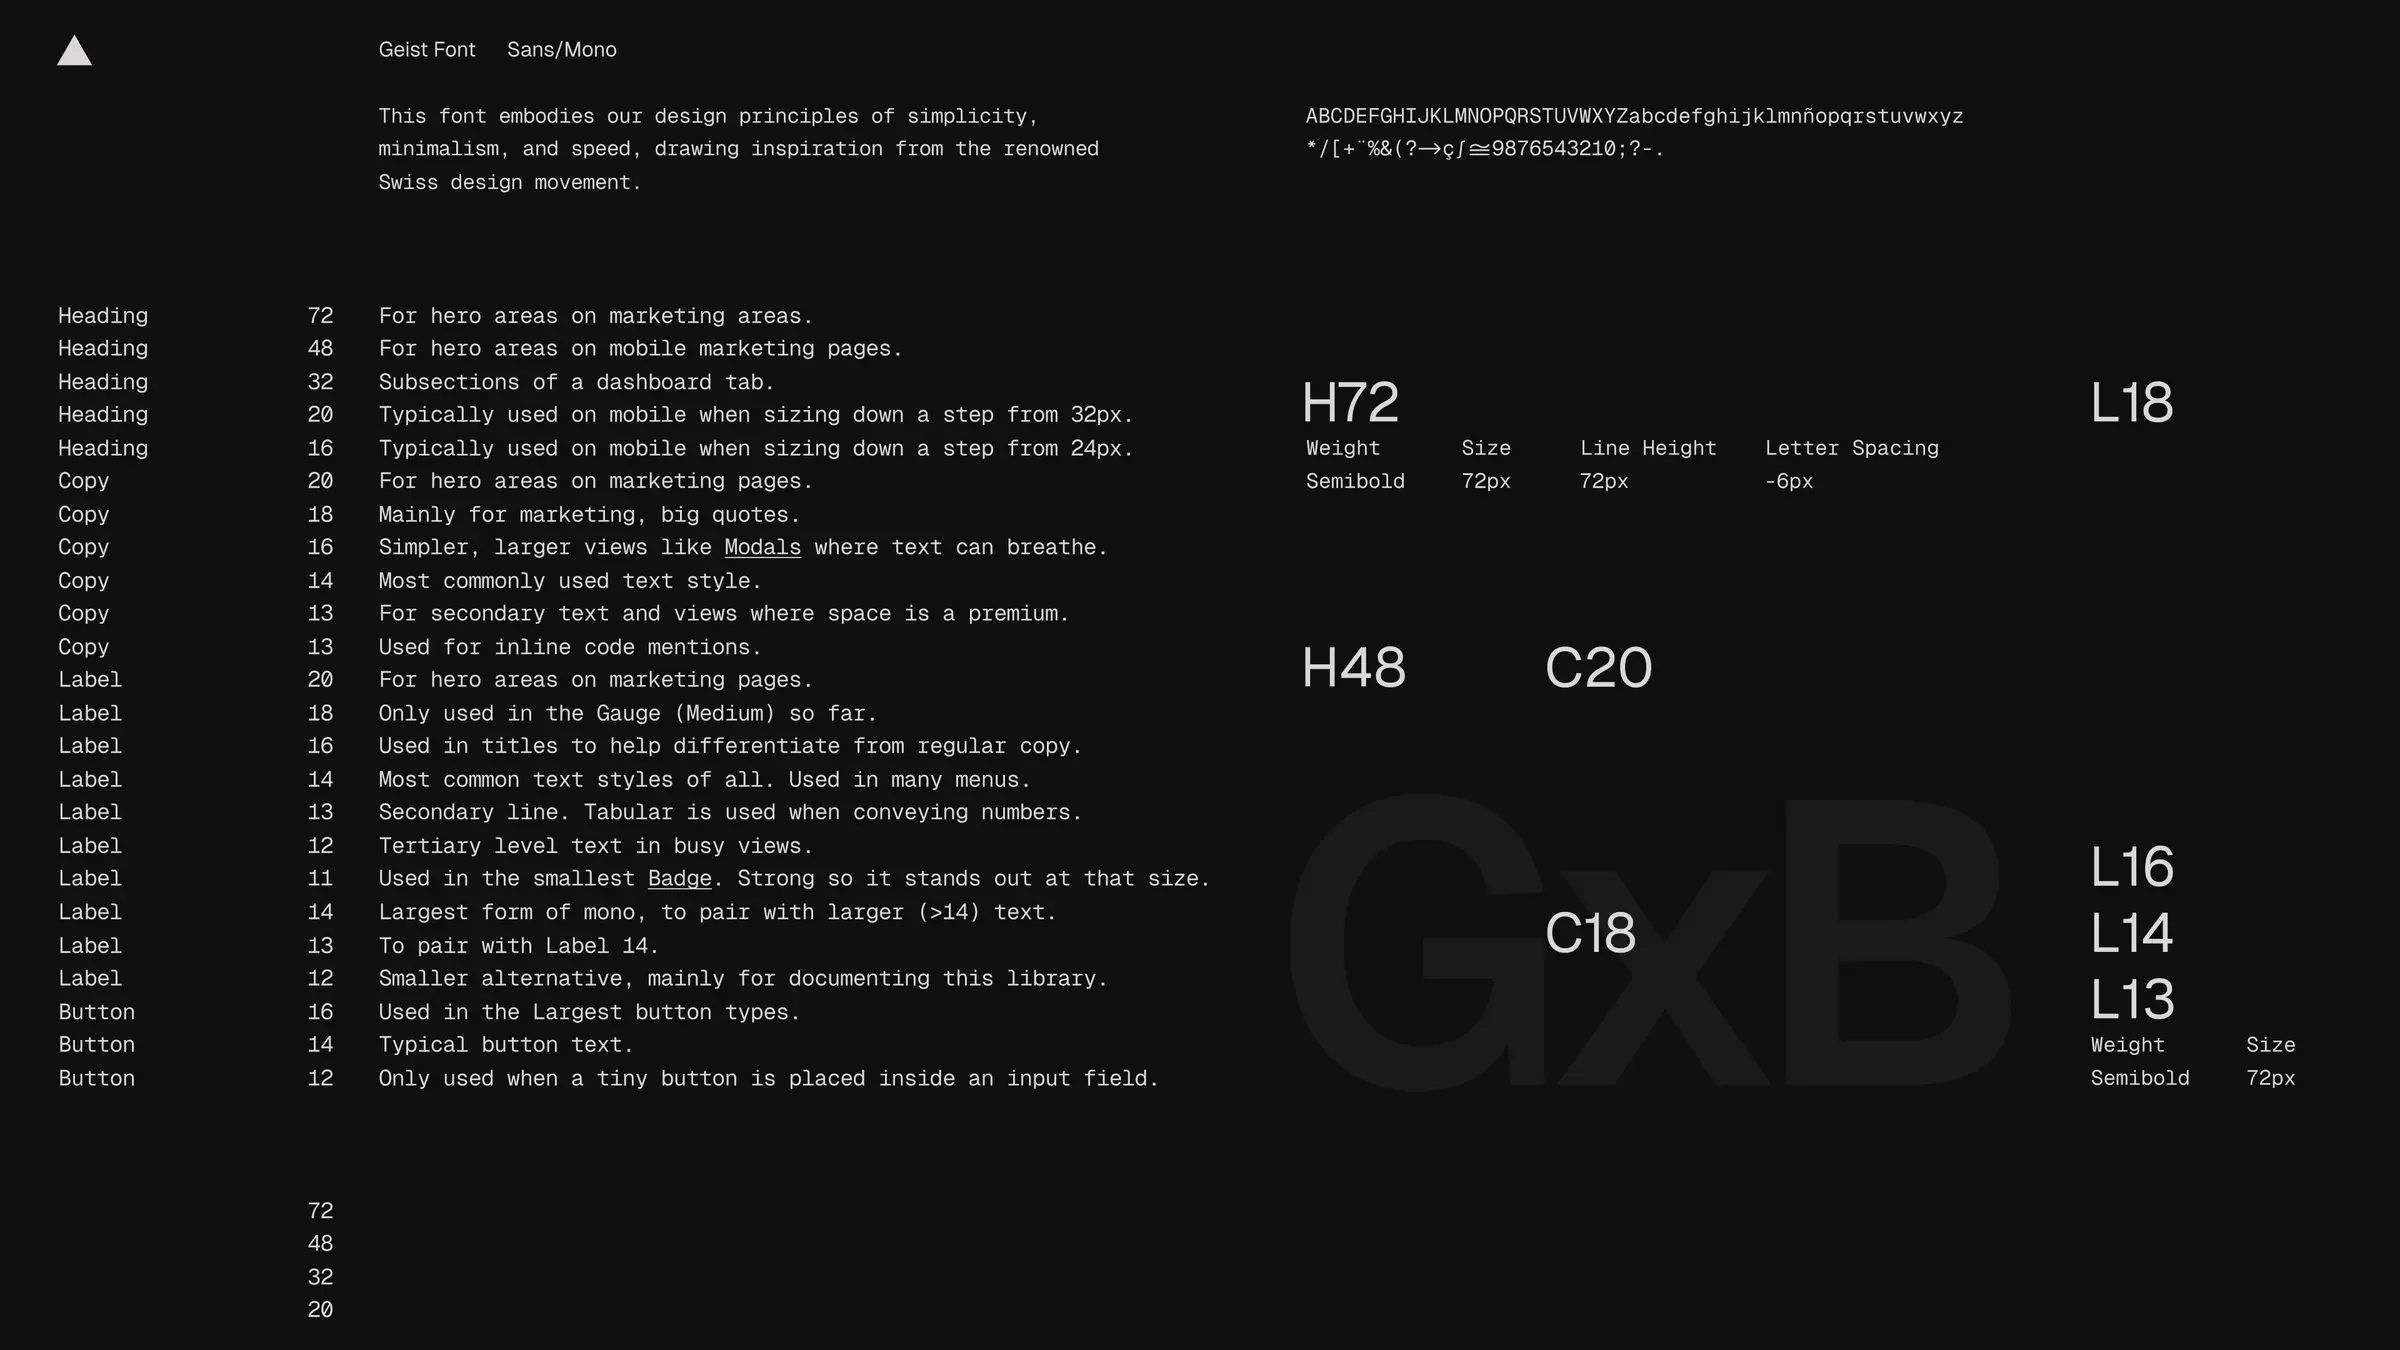 Geist Font Sans/Mono
This font embodies our design principles of simplicity,
minimalism, and speed, drawing inspiration from the renowned
Swiss design movement.
ABCDEFGHIJKLMNOPQRSTUVWXYZabcdefghijklmnñopqrstuvwxyz
*/[+¨%&(?→ç∫≅9876543210;?-.
Heading 72 For hero areas on marketing areas.
Heading 48 For hero areas on mobile marketing pages.
Heading 32 Subsections of a dashboard tab.
Heading 20 Typically used on mobile when sizing down a step from 32px.
Heading 16 Typically used on mobile when sizing down a step from 24px.
Copy 20 For hero areas on marketing pages.
Copy 18 Mainly for marketing, big quotes.
Copy 16 Simpler, larger views like Modals where text can breathe.
Copy 14 Most commonly used text style.
Copy 13 For secondary text and views where space is a premium.
Copy 13 Used for inline code mentions.
Label 20 For hero areas on marketing pages.
Label 18 Only used in the Gauge (Medium) so far.
Label 16 Used in titles to help differentiate from regular copy.
Label 14 Most common text styles of all. Used in many menus.
Label 13 Secondary line. Tabular is used when conveying numbers.
Label 12 Tertiary level text in busy views.
Label 11 Used in the smallest Badge. Strong so it stands out at that size.
Label 14 Largest form of mono, to pair with larger (>14) text.
Label 13 To pair with Label 14.
Label 12 Smaller alternative, mainly for documenting this library.
Button 16 Used in the Largest button types.
Button 14 Typical button text.
Button 12 Only used when a tiny button is placed inside an input field.
72
48
32
20
H72
Weight Size Line Height Letter Spacing
Semibold 72px 72px -6px
H48 C20
C18
GxB
L18
L16
L14
L13
Weight Size
Semibold 72px